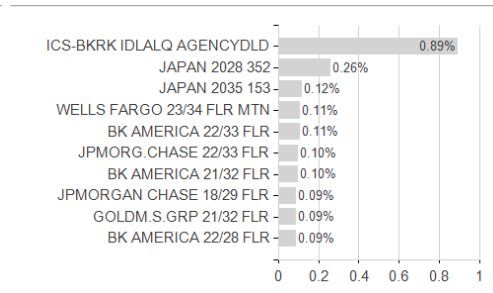 ICS-BKRK IDLALQ AGENCYDLD 0.89%
JAPAN 2028 352 0.26%
JAPAN 2035 153 0.12%
WELLS FARGO 23/34 FLR MTN 0.11%
BK AMERICA 22/33 FLR 0.11%
JPMORG.CHASE 22/33 FLR 0.10%
BK AMERICA 21/32 FLR 0.10%
JPMORGAN CHASE 18/29 FLR 0.09%
GOLDM.S.GRP 21/32 FLR 0.09%
BK AMERICA 22/28 FLR 0.09%
0 0.2 0.4 0.6 0.8 1